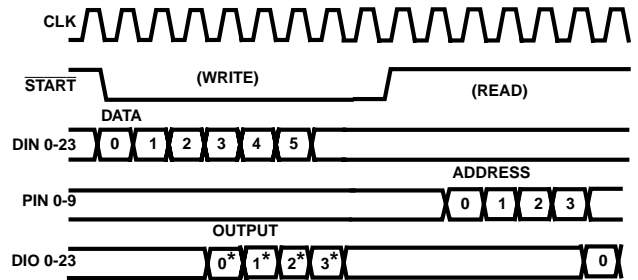 CLK
START
(WRITE)
(READ)
DATA
DIN 0-23
0 1 2 3 4 5
ADDRESS
PIN 0-9
0 1 2 3
OUTPUT
DIO 0-23
0* 1* 2* 3* 0